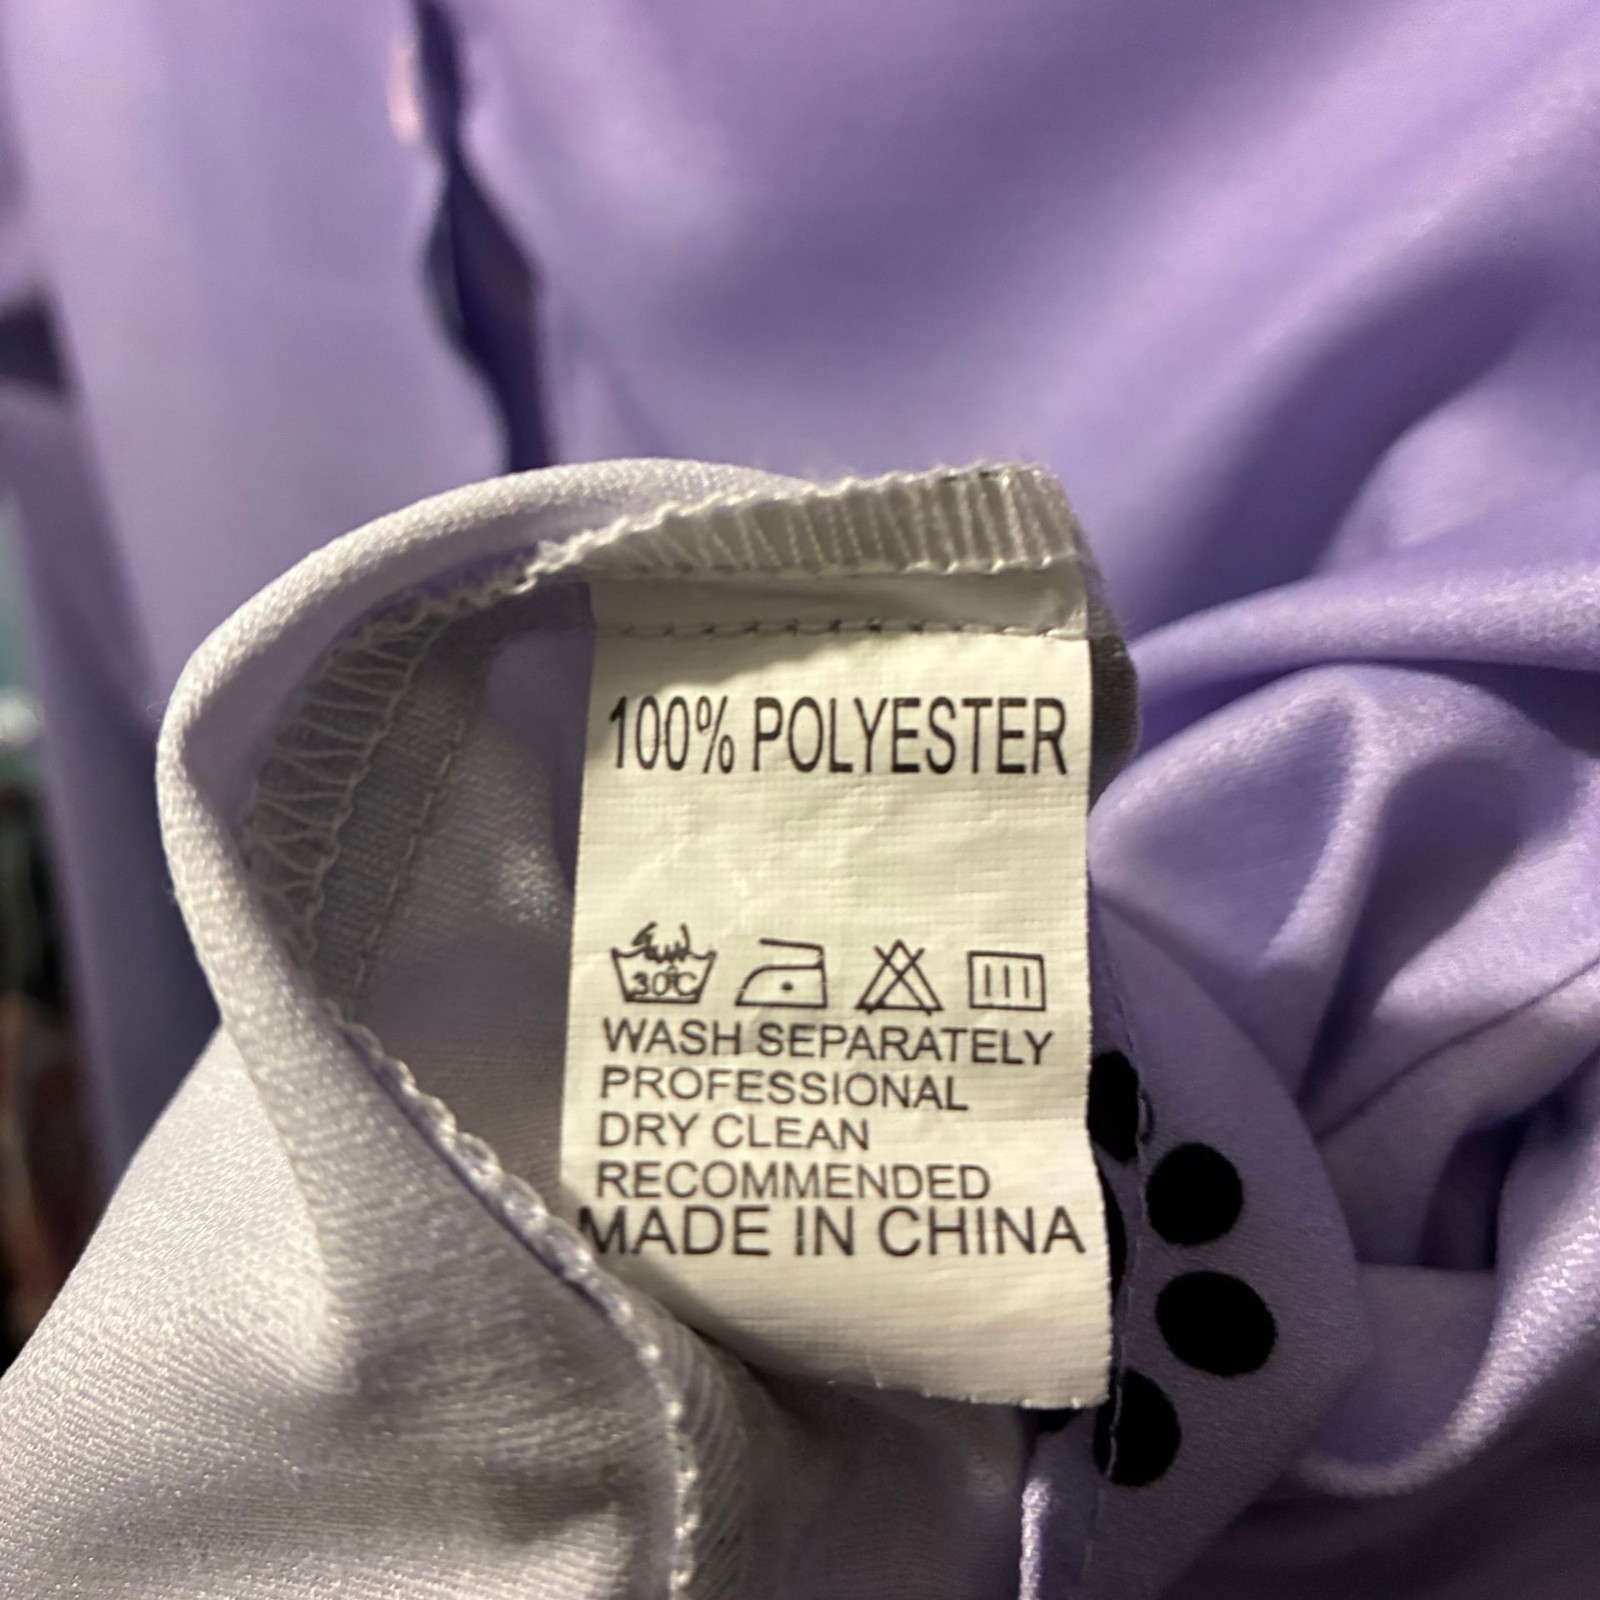 100% POLYESTER
30°C
WASH SEPARATELY
PROFESSIONAL
DRY CLEAN
RECOMMENDED
MADE IN CHINA